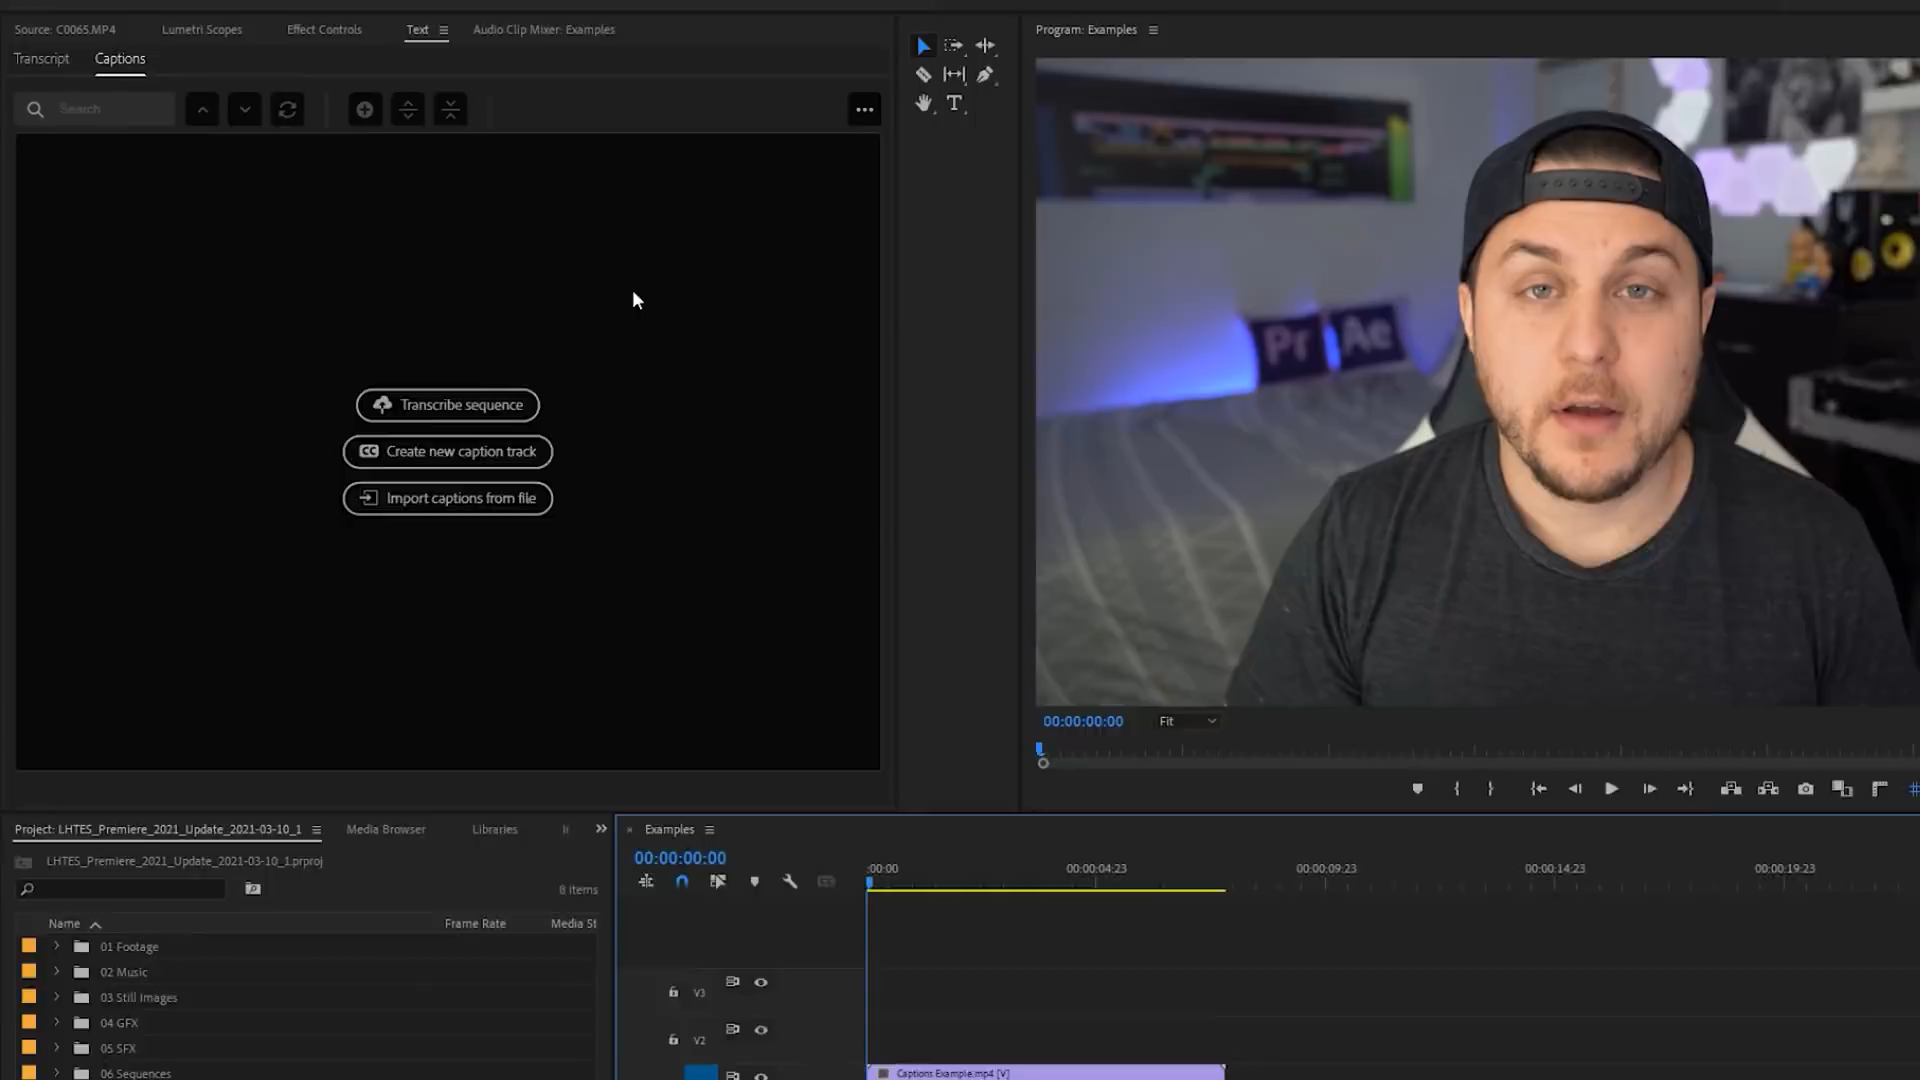 Source: C0065.MP4
Lumetri Scopes
Effect Controls
Text
Audio Clip Mixer: Examples
Transcript
Captions
Search
Transcribe sequence
CC Create new caption track
Import captions from file
T
Program: Examples
Pr
Ae
00:00:00:00
Fit
Project: LHTES_Premiere_2021_Update_2021-03-10_1
Media Browser
Libraries
LHTES_Premiere_2021_Update_2021-03-10_1.prproj
8 items
Name
Frame Rate
Media St
01 Footage
02 Music
03 Still Images
04 GFX
05 SFX
06 Sequences
Examples
00:00:00:00
:00:00
00:00:04:23
00:00:09:23
00:00:14:23
00:00:19:23
V3
V2
Captions Example.mp4 [V]